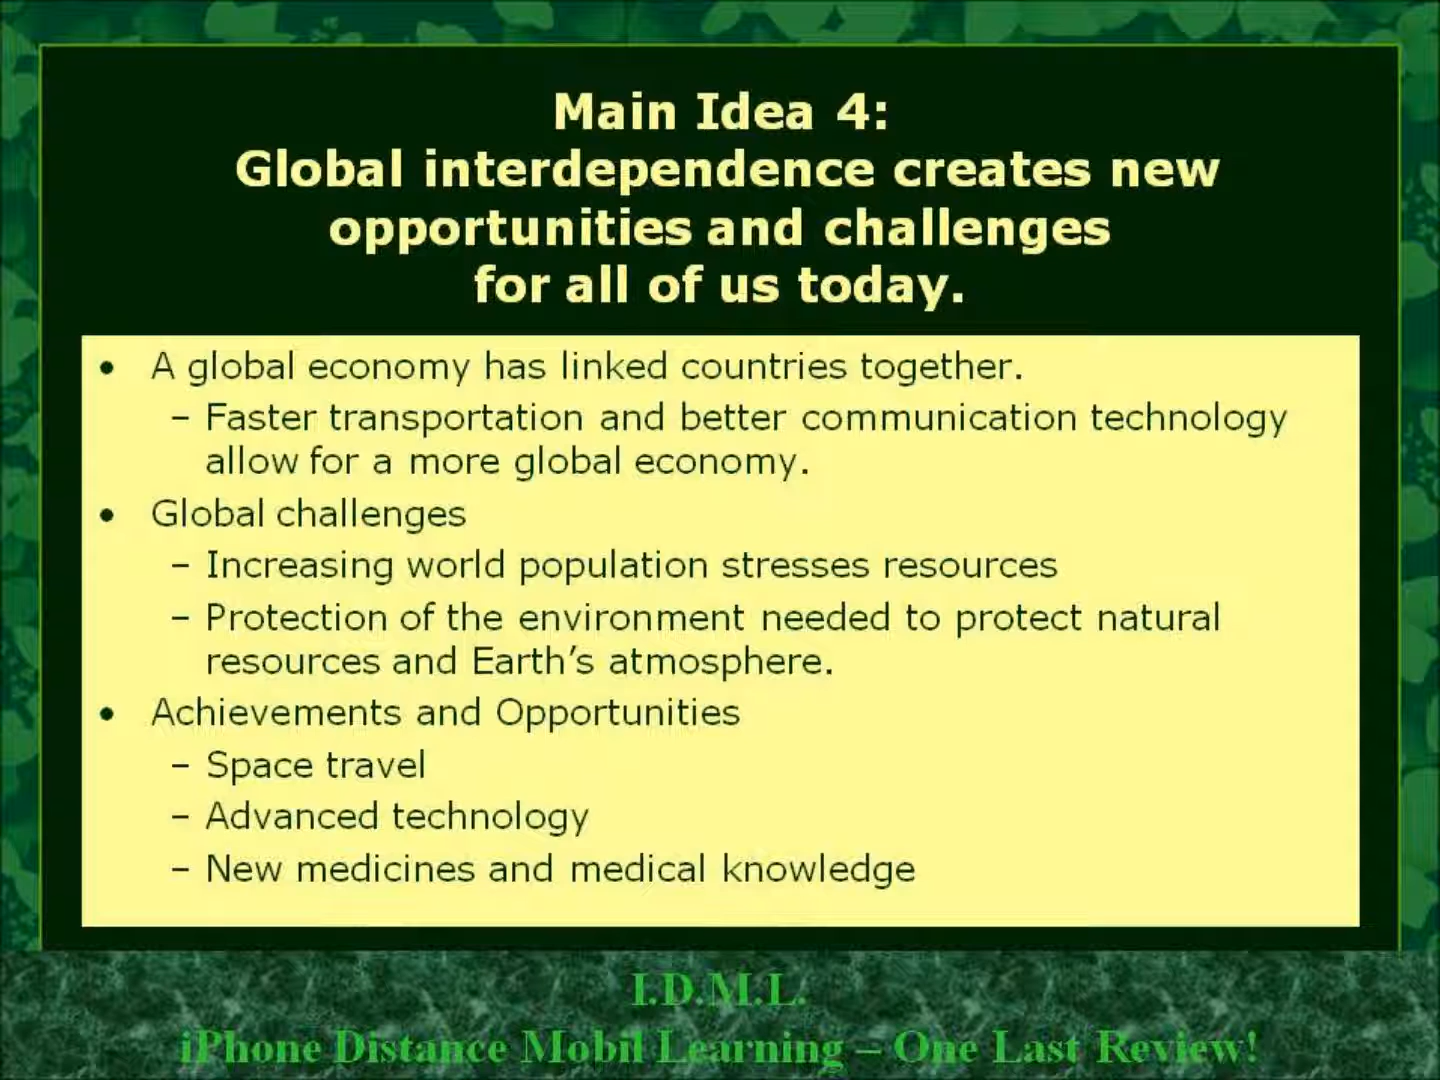 Main Idea 4:
Global interdependence creates new
opportunities and challenges
for all of us today.
• A global economy has linked countries together.
– Faster transportation and better communication technology
allow for a more global economy.
• Global challenges
– Increasing world population stresses resources
– Protection of the environment needed to protect natural
resources and Earth's atmosphere.
• Achievements and Opportunities
– Space travel
– Advanced technology
– New medicines and medical knowledge
I.D.M.L.
iPhone Distance Mobil Learning – One Last Review!